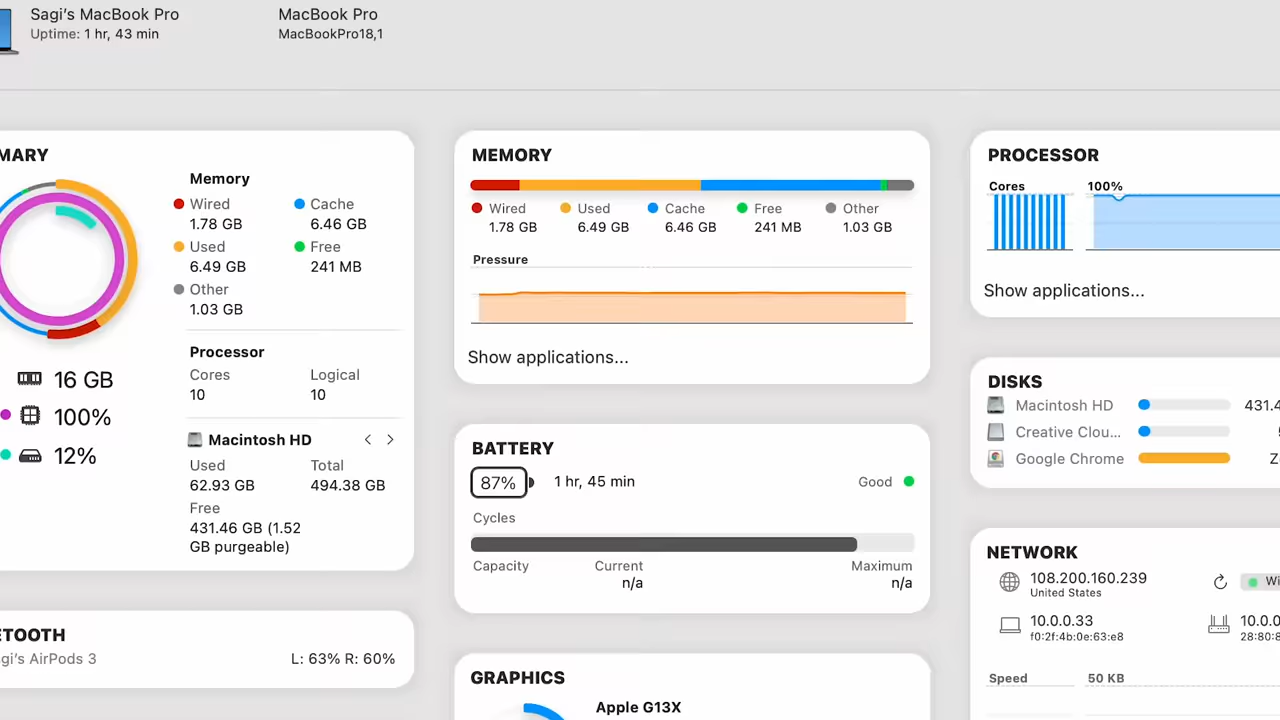 Sagi's MacBook Pro
Uptime: 1 hr, 43 min
MacBook Pro
MacBookPro18,1
MARY
Memory
Wired
1.78 GB
Cache
6.46 GB
Used
6.49 GB
Free
241 MB
Other
1.03 GB
16 GB
100%
12%
Processor
Cores
10
Logical
10
Macintosh HD
Used
62.93 GB
Total
494.38 GB
Free
431.46 GB (1.52
GB purgeable)
ETOOTH
gi's AirPods 3
L: 63% R: 60%
MEMORY
Wired
1.78 GB
Used
6.49 GB
Cache
6.46 GB
Free
241 MB
Other
1.03 GB
Pressure
Show applications...
BATTERY
87%
1 hr, 45 min
Good
Cycles
Capacity
Current
n/a
Maximum
n/a
GRAPHICS
Apple G13X
PROCESSOR
Cores
100%
Show applications...
DISKS
Macintosh HD
431.4
Creative Clou...
Google Chrome
Z
NETWORK
108.200.160.239
United States
Wi
10.0.0.33
f0:2f:4b:0e:63:e8
10.0.0
28:80:8
Speed
50 KB